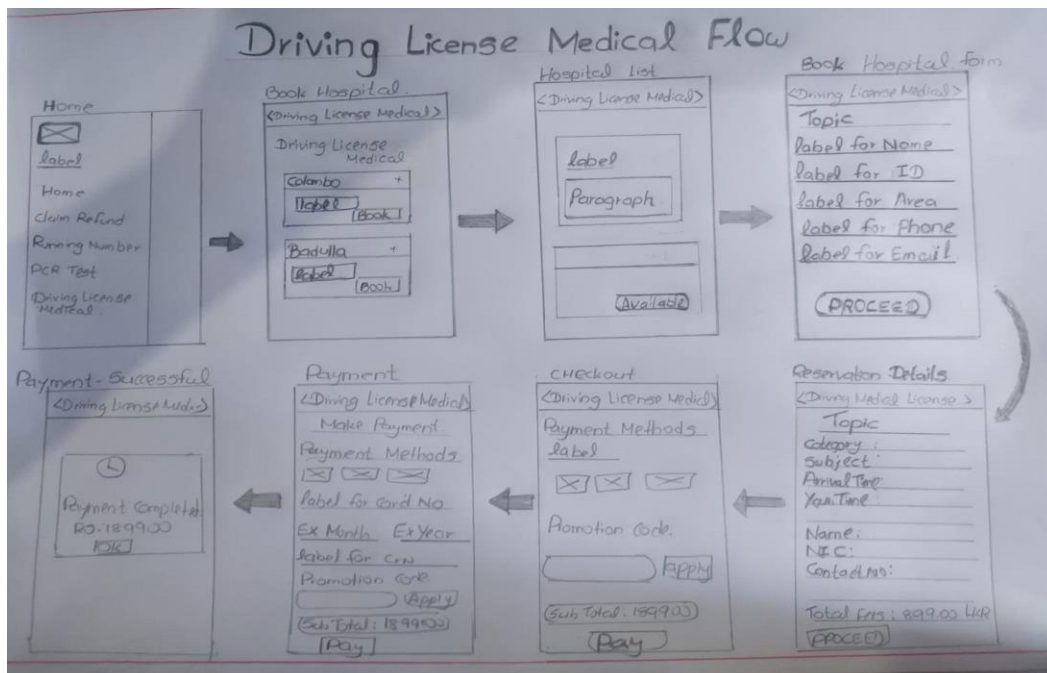 Driving License Medical Flow
Home
label
Home
Claim Refund
Running Number
PCR Test
Driving License
Medical
Book Hospital
<Driving License Medical>
Driving License
Medical
Colombo +
label
Book
Badulla +
label
Book
Hospital List
<Driving License Medical>
label
Paragraph
Available
Book Hospital form
<Driving License Medical>
Topic
label for Name
label for ID
label for Area
label for Phone
label for Email
PROCEED
Reservation Details
<Driving Medical License>
Topic
Category :
Subject :
Arrival Time:
Your Time:
Name:
NIC:
Contact No:
Total Fees : 899.00 LKR
PROCEED
CHeckout
<Driving License Medical>
Payment Methods
label
Promotion Code.
Apply
Sub Total: 1899.00
Pay
Payment
<Driving License Medical>
Make Payment
Payment Methods
label for Card No
Ex Month Ex Year
label for
Promotion Code
Apply
Sub Total: 1899.00
Pay
Payment - Successful
<Driving License Medic>
Payment Completed
1899.00
OK